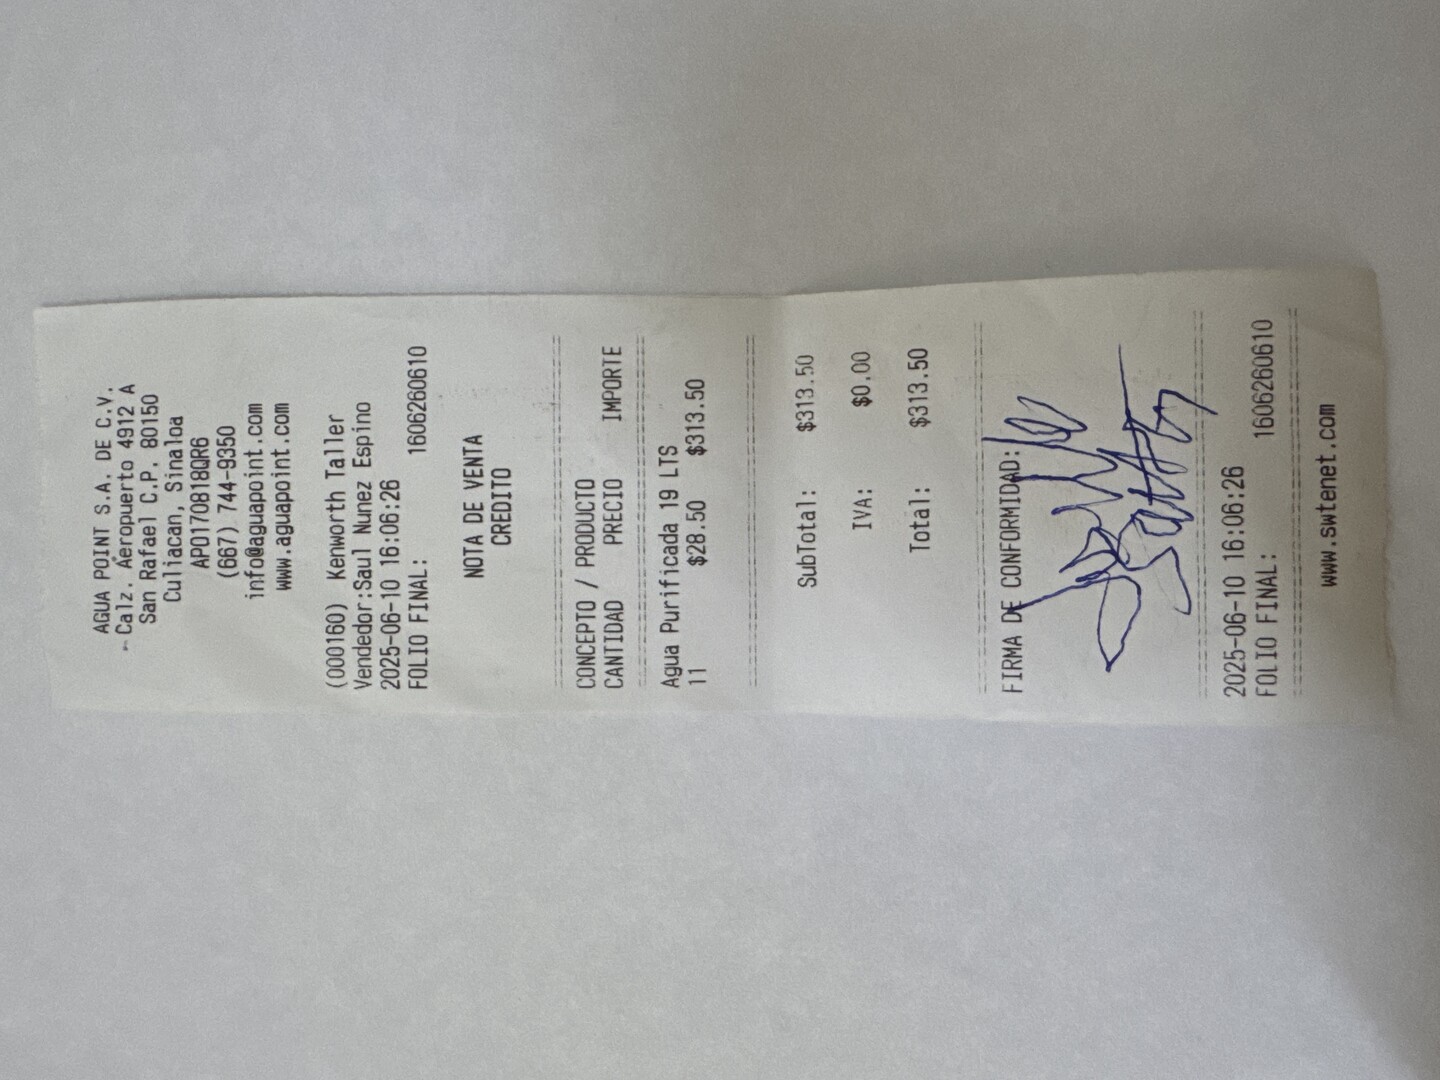 AGUA POINT S.A. DE C.V.
Calz. Aeropuerto 4912 A
San Rafael C.P. 80150
Culiacan, Sinaloa
APO170818QR6
(667) 744-9350
info@aguapoint.com
www.aguapoint.com
(000160) Kenworth Taller
Vendedor:Saul Nunez Espino
2025-06-10 16:06:26
FOLIO FINAL: 1606260610
NOTA DE VENTA
CREDITO
CONCEPTO / PRODUCTO
CANTIDAD PRECIO IMPORTE
Agua Purificada 19 LTS
11 $28.50 $313.50
SubTotal: $313.50
IVA: $0.00
Total: $313.50
FIRMA DE CONFORMIDAD:
2025-06-10 16:06:26
FOLIO FINAL: 1606260610
www.swtenet.com